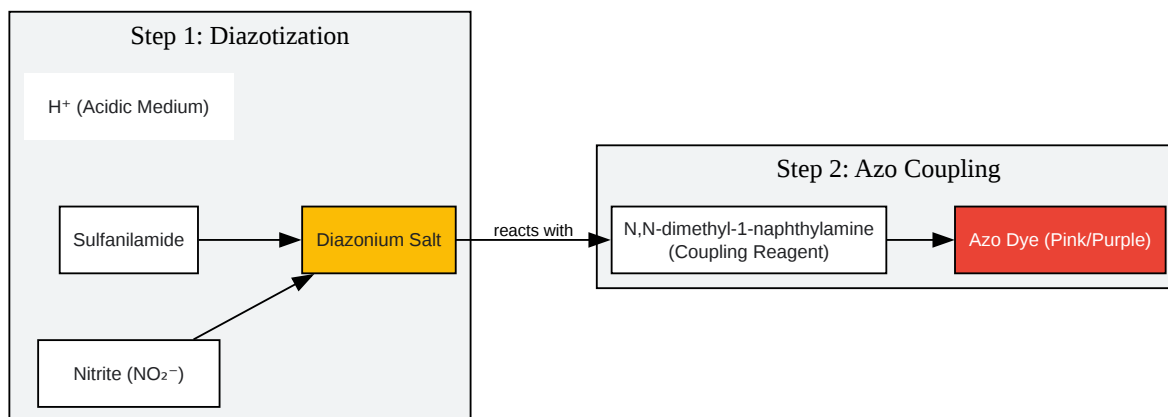 Step 1: Diazotization
H⁺ (Acidic Medium)
Sulfanilamide
Diazonium Salt
Nitrite (NO₂⁻)
reacts with
Step 2: Azo Coupling
N,N-dimethyl-1-naphthylamine
(Coupling Reagent)
Azo Dye (Pink/Purple)